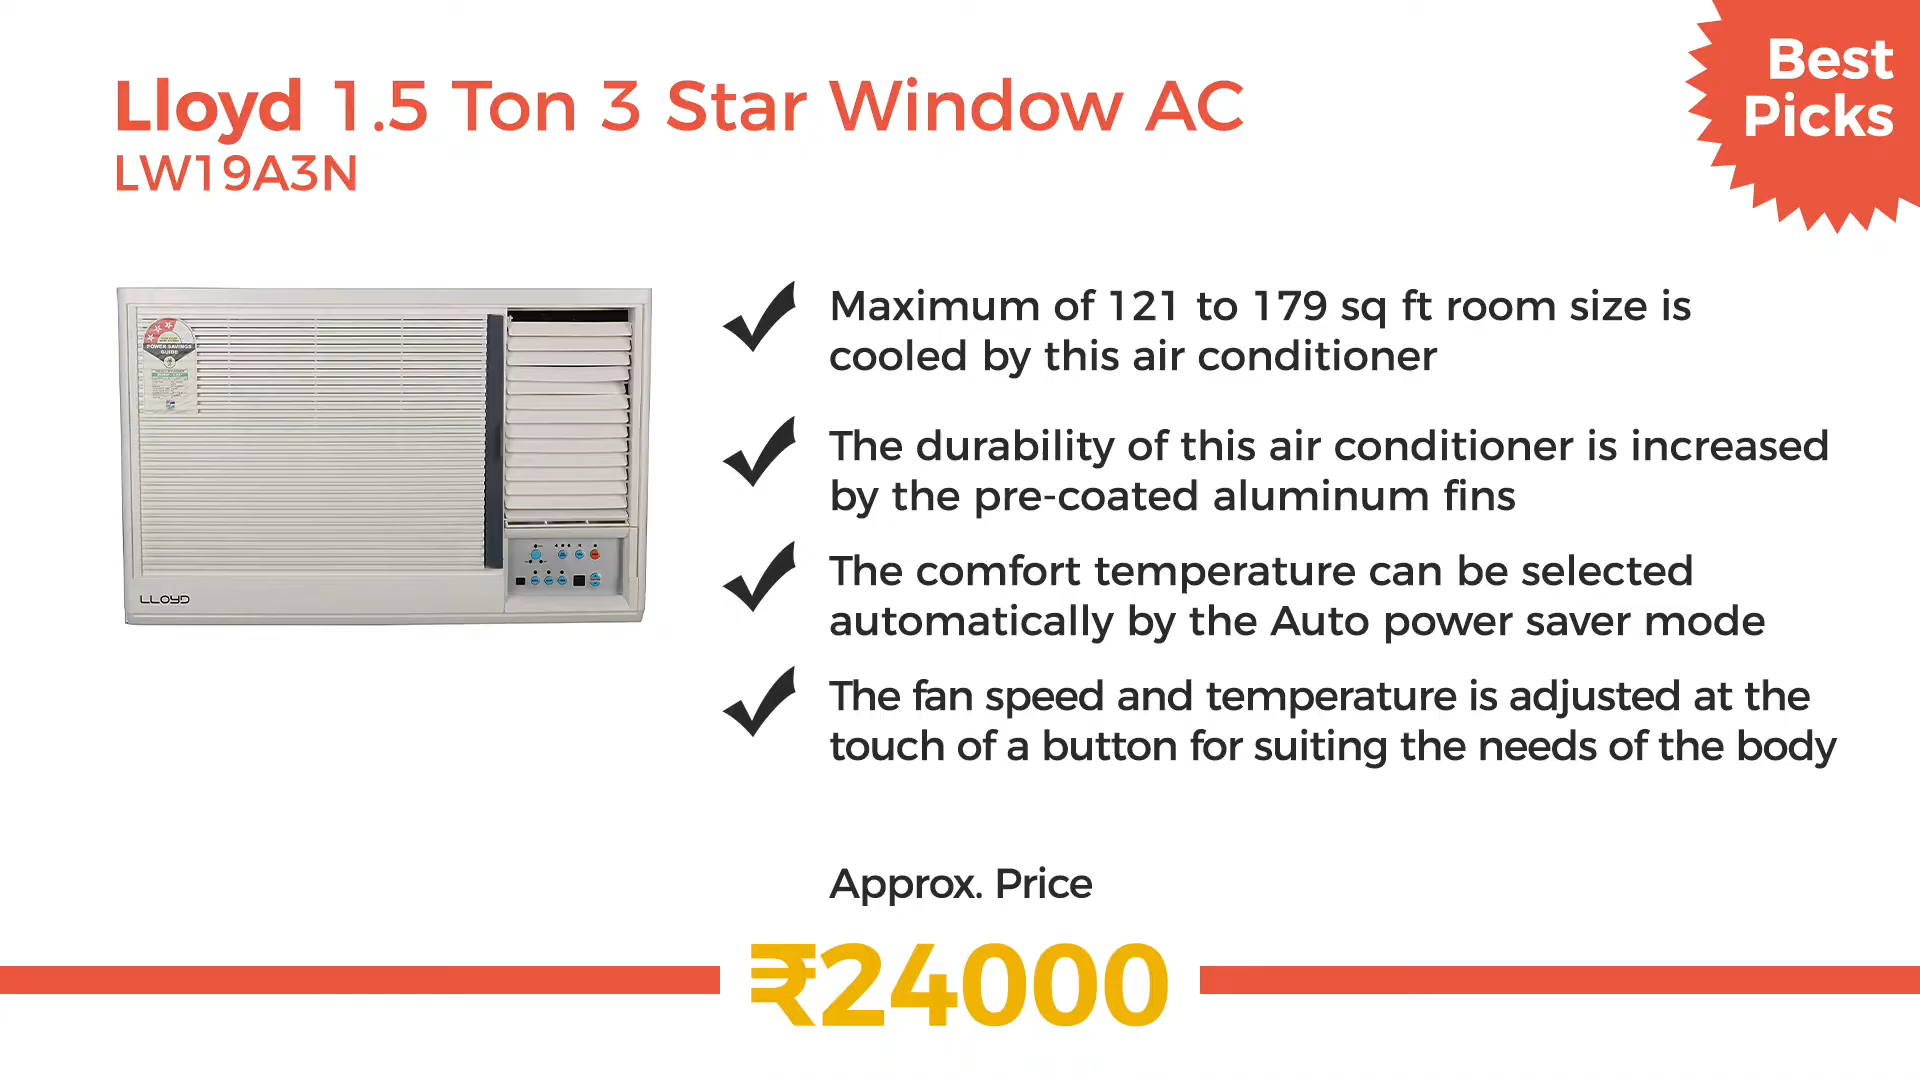 Lloyd 1.5 Ton 3 Star Window AC
LW19A3N
Best
Picks
POWER SAVINGS
GUIDE
LLOYD
Maximum of 121 to 179 sq ft room size is
cooled by this air conditioner
The durability of this air conditioner is increased
by the pre-coated aluminum fins
The comfort temperature can be selected
automatically by the Auto power saver mode
The fan speed and temperature is adjusted at the
touch of a button for suiting the needs of the body
Approx. Price
₹24000